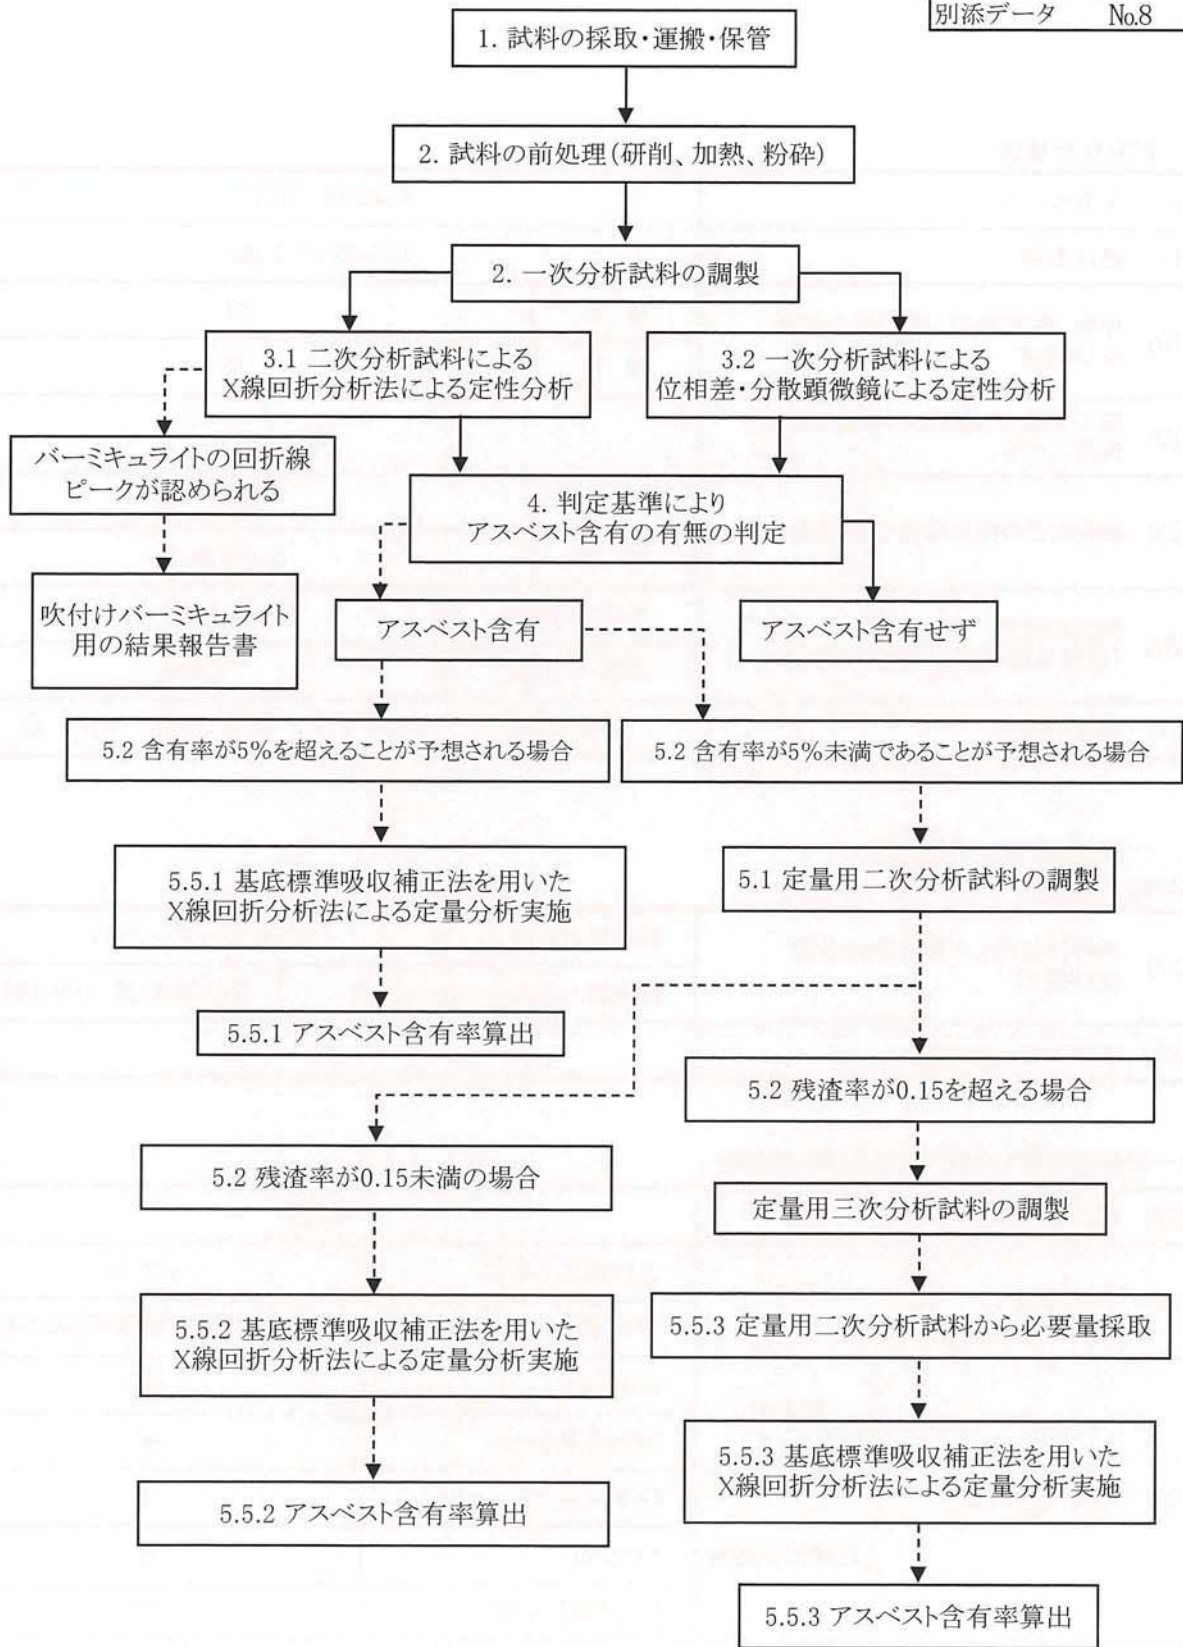 別添データ No.8
1. 試料の採取・運搬・保管
2. 試料の前処理(研削、加熱、粉砕)
2. 一次分析試料の調製
3.1 二次分析試料による
X線回折分析法による定性分析
3.2 一次分析試料による
位相差・分散顕微鏡による定性分析
バーミキュライトの回折線
ピークが認められる
4. 判定基準により
アスベスト含有の有無の判定
吹付けバーミキュライト
用の結果報告書
アスベスト含有
アスベスト含有せず
5.2 含有率が5%を超えることが予想される場合
5.2 含有率が5%未満であることが予想される場合
5.5.1 基底標準吸収補正法を用いた
X線回折分析法による定量分析実施
5.1 定量用二次分析試料の調製
5.5.1 アスベスト含有率算出
5.2 残渣率が0.15を超える場合
5.2 残渣率が0.15未満の場合
定量用三次分析試料の調製
5.5.2 基底標準吸収補正法を用いた
X線回折分析法による定量分析実施
5.5.3 定量用二次分析試料から必要量採取
5.5.3 基底標準吸収補正法を用いた
X線回折分析法による定量分析実施
5.5.2 アスベスト含有率算出
5.5.3 アスベスト含有率算出